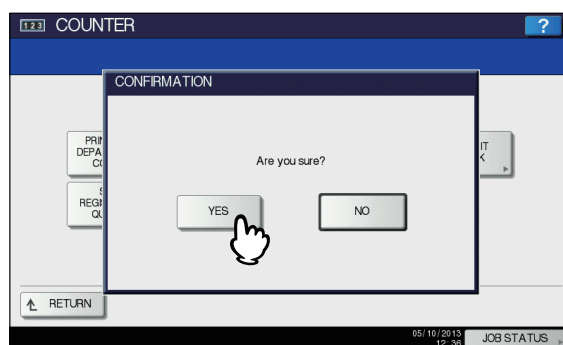 123 COUNTER ?
CONFIRMATION
Are you sure?
YES NO
RETURN
05/10/2013
12:36
JOB STATUS